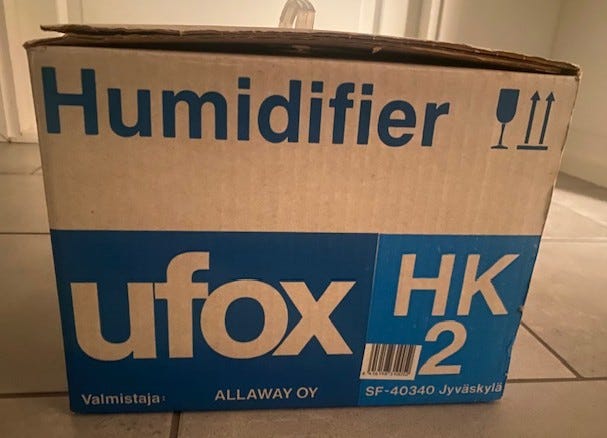 Humidifier
ufox
HK
2
Valmistaja: ALLAWAY OY SF-40340 Jyväskylä